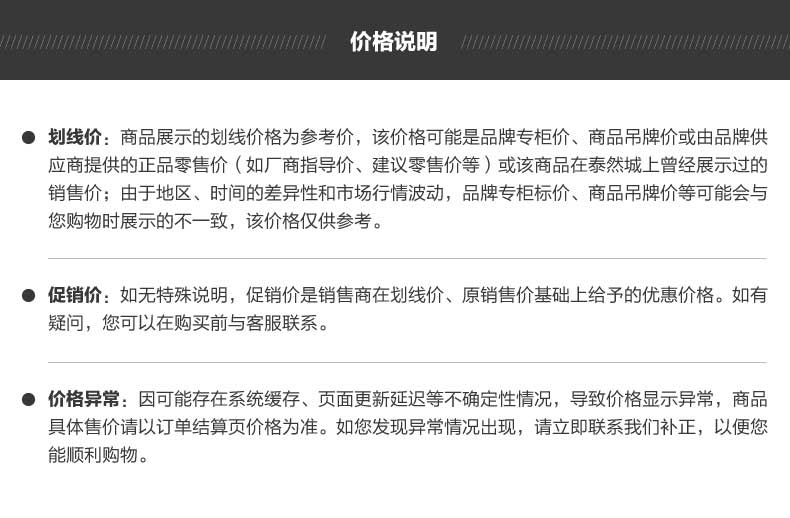 价格说明
划线价：商品展示的划线价格为参考价，该价格可能是品牌专柜价、商品吊牌价或由品牌供
应商提供的正品零售价（如厂商指导价、建议零售价等）或该商品在泰然城上曾经展示过的
销售价；由于地区、时间的差异性和市场行情波动，品牌专柜标价、商品吊牌价等可能会与
您购物时展示的不一致，该价格仅供参考。
促销价：如无特殊说明，促销价是销售商在划线价、原销售价基础上给予的优惠价格。如有
疑问，您可以在购买前与客服联系。
价格异常：因可能存在系统缓存、页面更新延迟等不确定性情况，导致价格显示异常，商品
具体售价请以订单结算页价格为准。如您发现异常情况出现，请立即联系我们补正，以便您
能顺利购物。